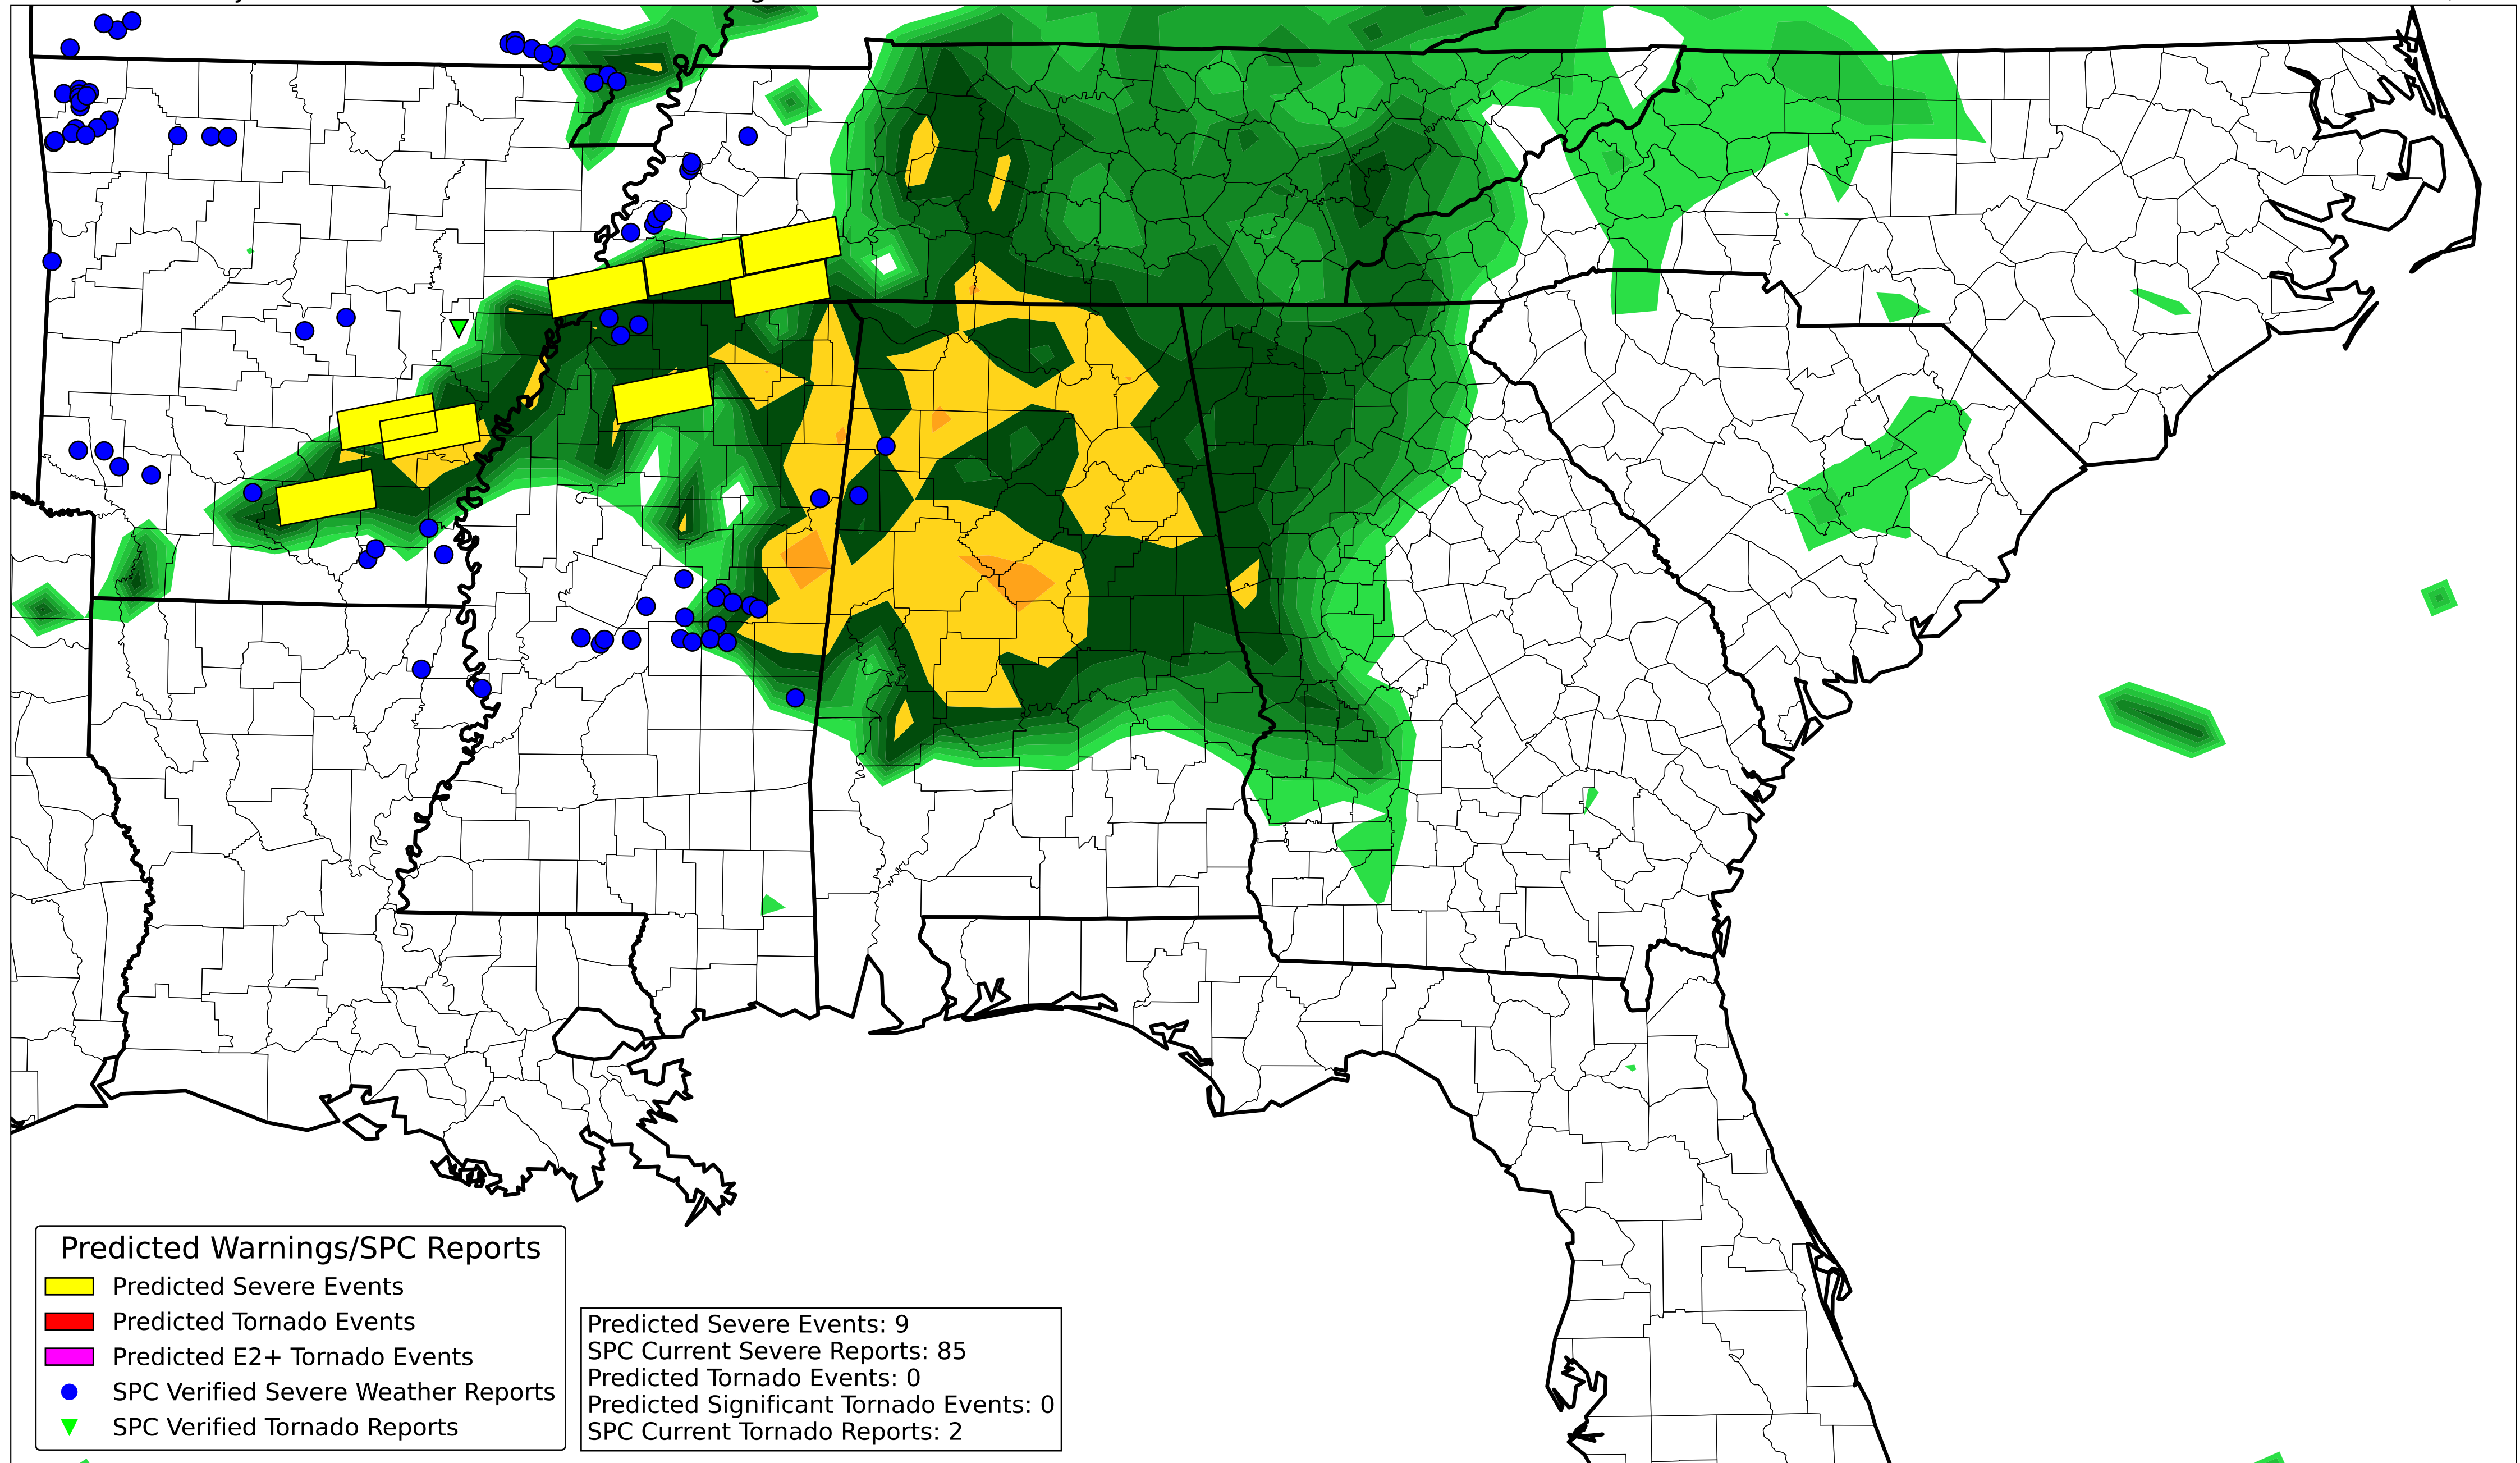 Predicted Warnings/SPC Reports
Predicted Severe Events
Predicted Tornado Events
Predicted E2+ Tornado Events
SPC Verified Severe Weather Reports
SPC Verified Tornado Reports
Predicted Severe Events: 9
SPC Current Severe Reports: 85
Predicted Tornado Events: 0
Predicted Significant Tornado Events: 0
SPC Current Tornado Reports: 2